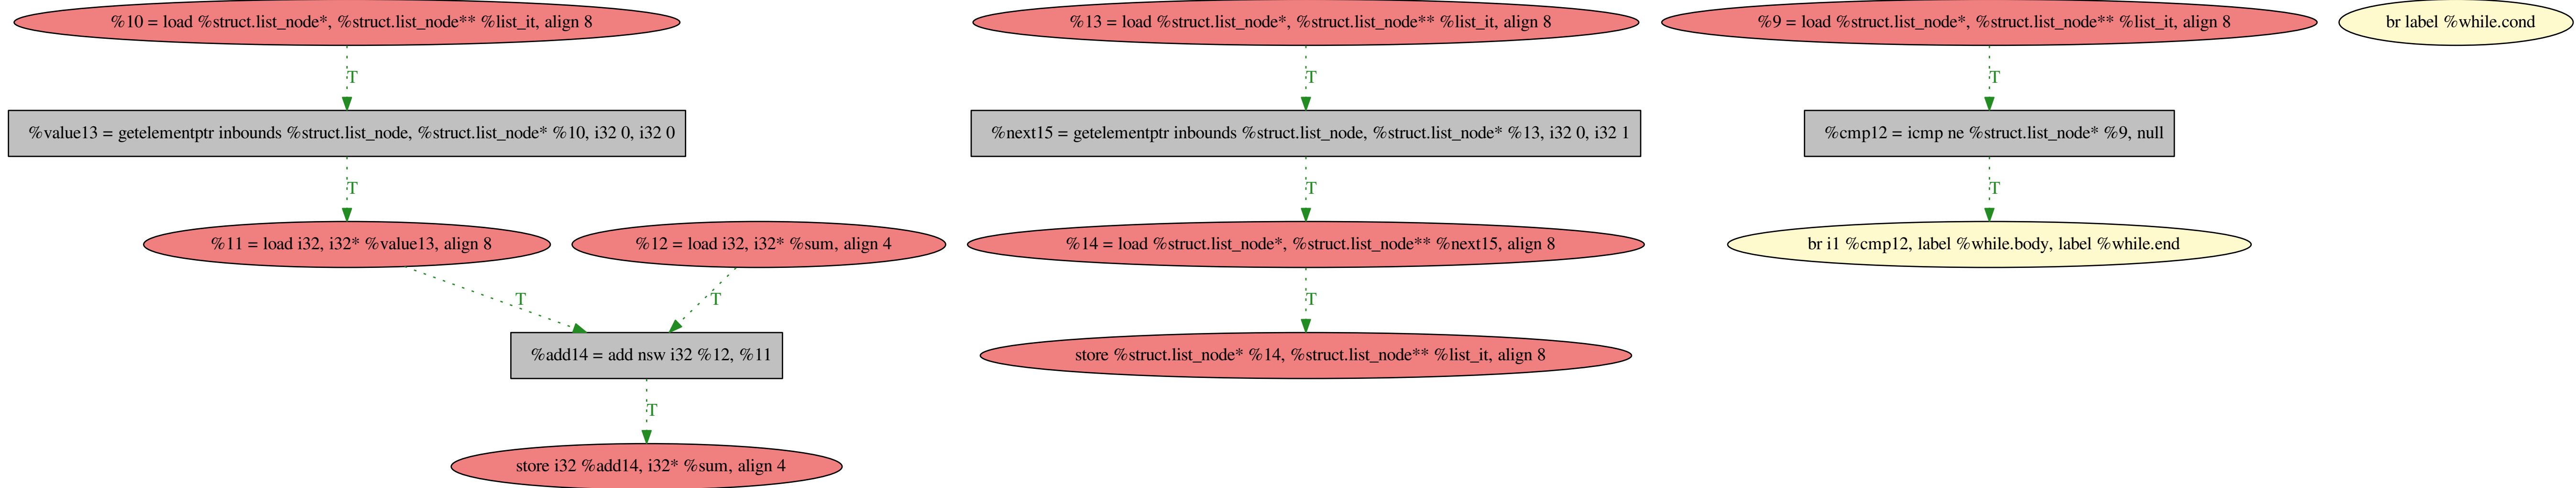 %10 = load %struct.list_node*, %struct.list_node** %list_it, align 8
%13 = load %struct.list_node*, %struct.list_node** %list_it, align 8
%9 = load %struct.list_node*, %struct.list_node** %list_it, align 8
br label %while.cond
T
T
T
%value13 = getelementptr inbounds %struct.list_node, %struct.list_node* %10, i32 0, i32 0
%next15 = getelementptr inbounds %struct.list_node, %struct.list_node* %13, i32 0, i32 1
%cmp12 = icmp ne %struct.list_node* %9, null
T
T
T
%11 = load i32, i32* %value13, align 8
%12 = load i32, i32* %sum, align 4
%14 = load %struct.list_node*, %struct.list_node** %next15, align 8
br i1 %cmp12, label %while.body, label %while.end
T
T
T
%add14 = add nsw i32 %12, %11
store %struct.list_node* %14, %struct.list_node** %list_it, align 8
T
store i32 %add14, i32* %sum, align 4